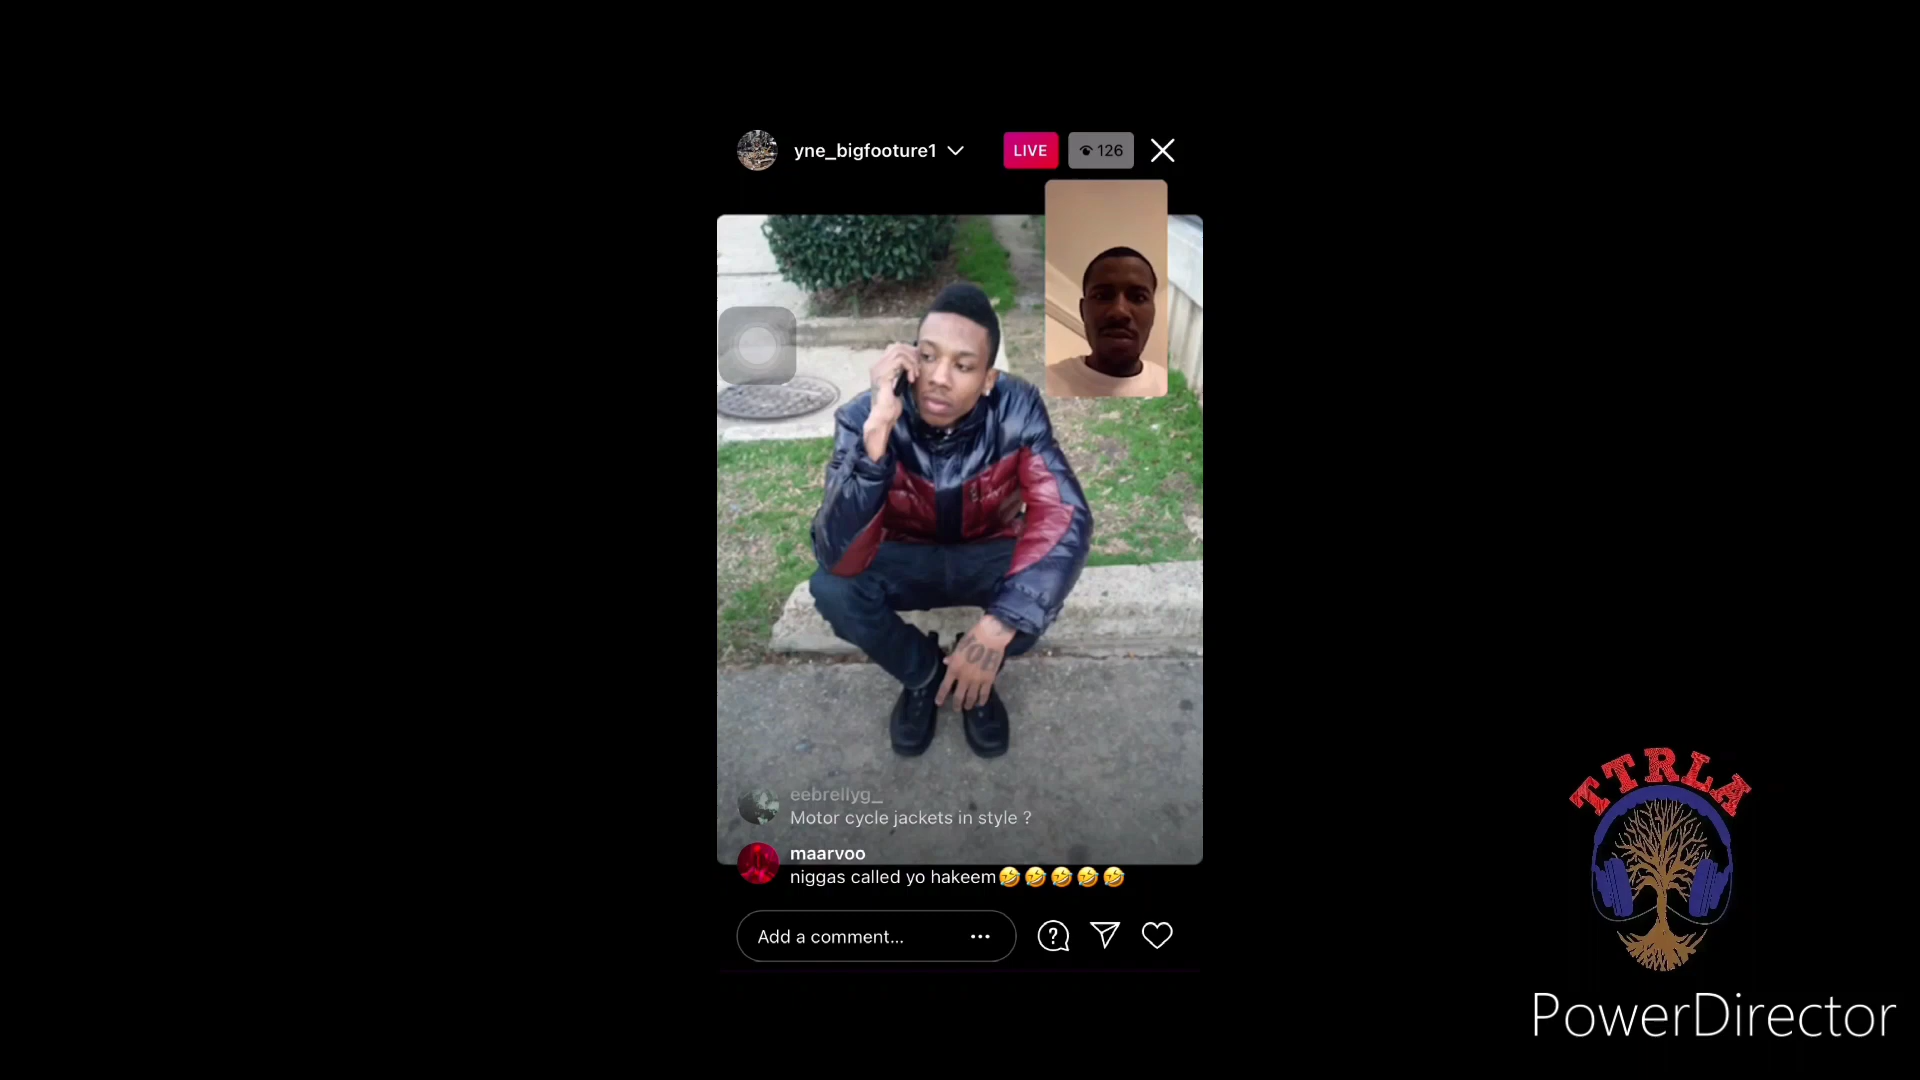 yne_bigfooture1
LIVE
126
eebrellyg_
Motor cycle jackets in style ?
maarvoo
niggas called yo hakeem🤣🤣🤣🤣🤣
Add a comment...
TTRLA
PowerDirector